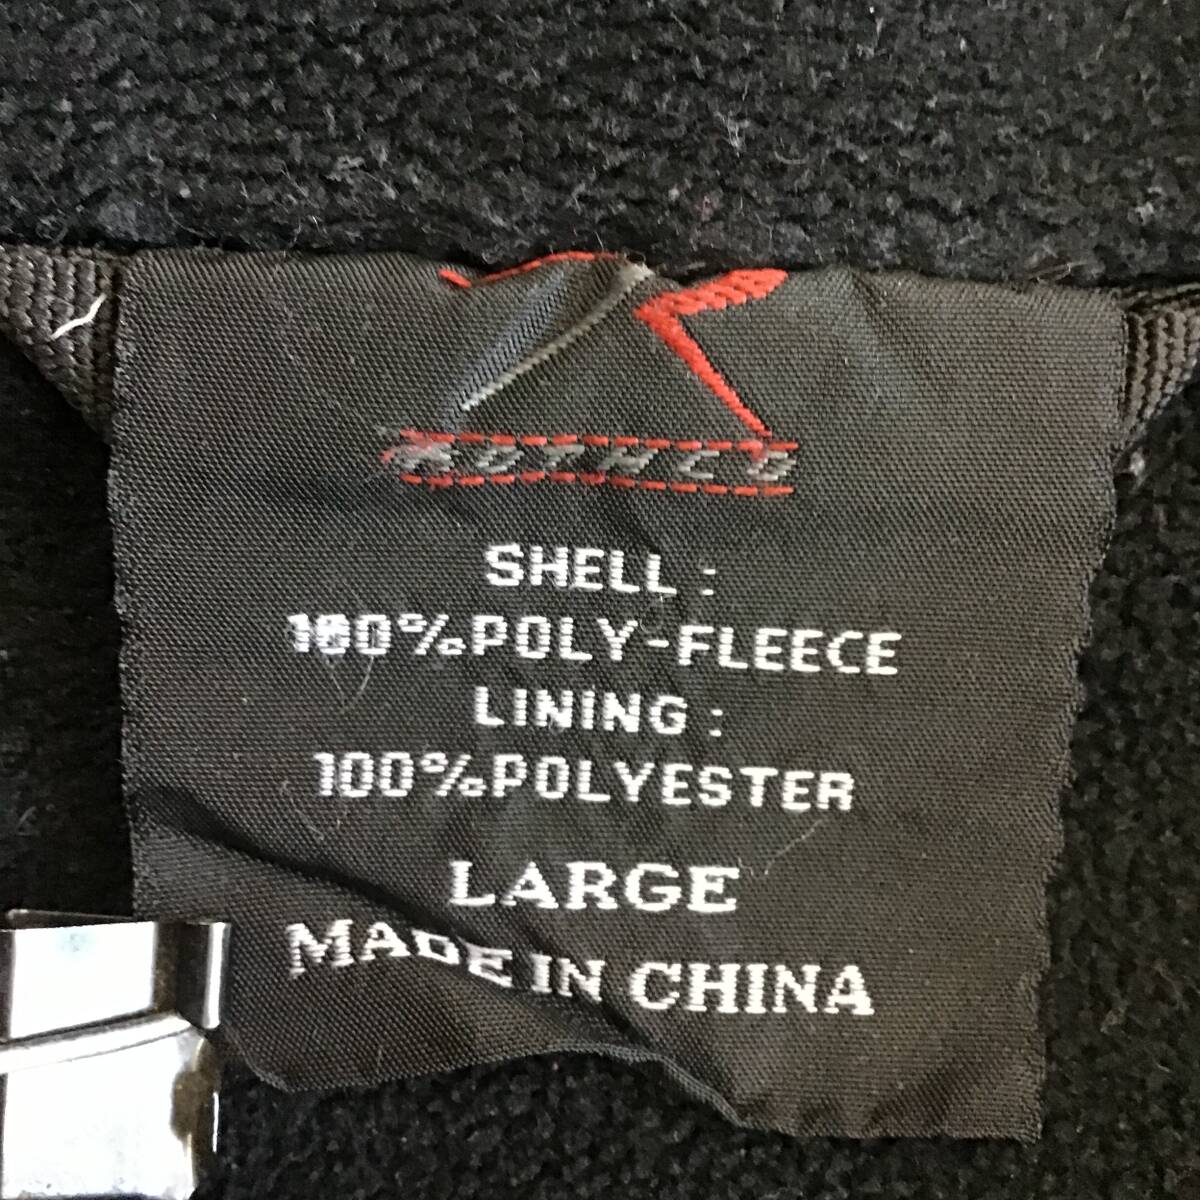 SHELL :
100%POLY-FLEECE
LINING :
100%POLYESTER
LARGE
MADE IN CHINA